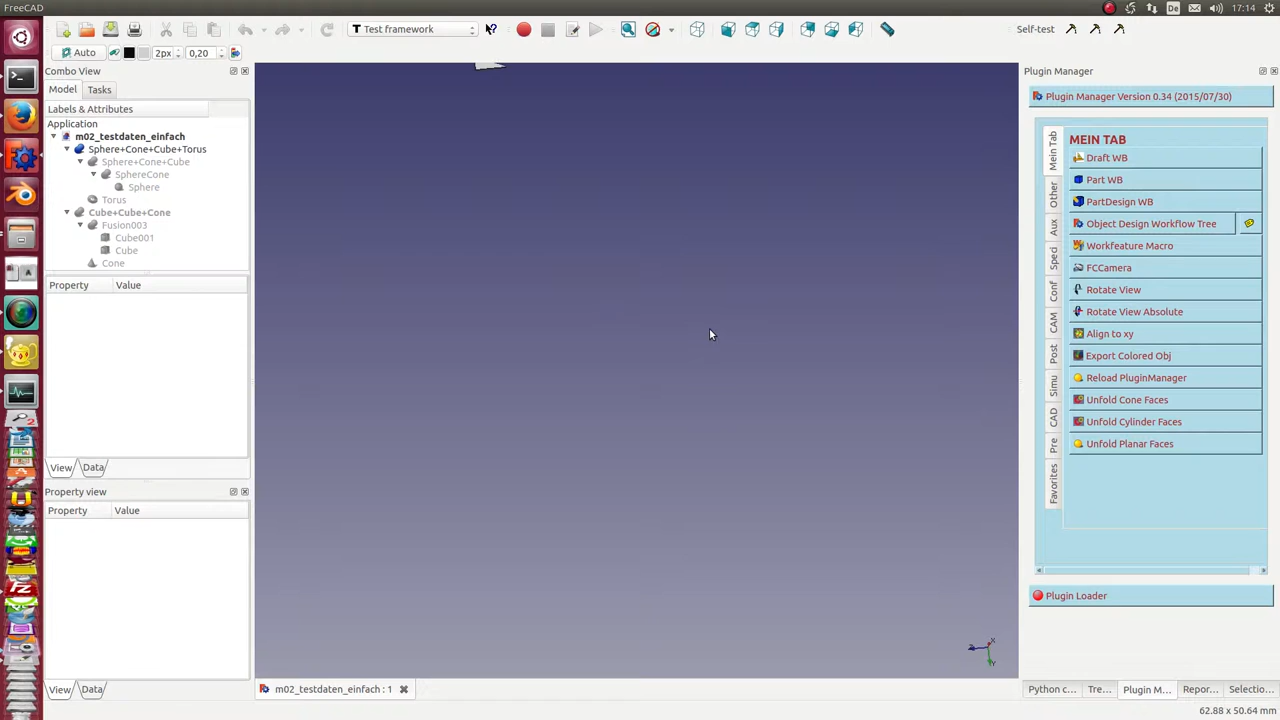 FreeCAD
De
17:14
Test framework
Self-test
Auto
2px
0,20
Combo View
Plugin Manager
Model
Tasks
Plugin Manager Version 0.34 (2015/07/30)
Labels & Attributes
Application
m02_testdaten_einfach
Sphere+Cone+Cube+Torus
Sphere+Cone+Cube
SphereCone
Sphere
Torus
Cube+Cube+Cone
Fusion003
Cube001
Cube
Cone
Property
Value
View
Data
Property view
Property
Value
View
Data
m02_testdaten_einfach : 1
Mein Tab
Other
Aux
Sped
Conf
CAM
Post
Simu
CAD
Pre
Favorites
MEIN TAB
Draft WB
Part WB
PartDesign WB
Object Design Workflow Tree
Workfeature Macro
FCCamera
Rotate View
Rotate View Absolute
Align to xy
Export Colored Obj
Reload PluginManager
Unfold Cone Faces
Unfold Cylinder Faces
Unfold Planar Faces
Plugin Loader
Python c...
Tre...
Plugin M...
Repor...
Selectio...
62.88 x 50.64 mm